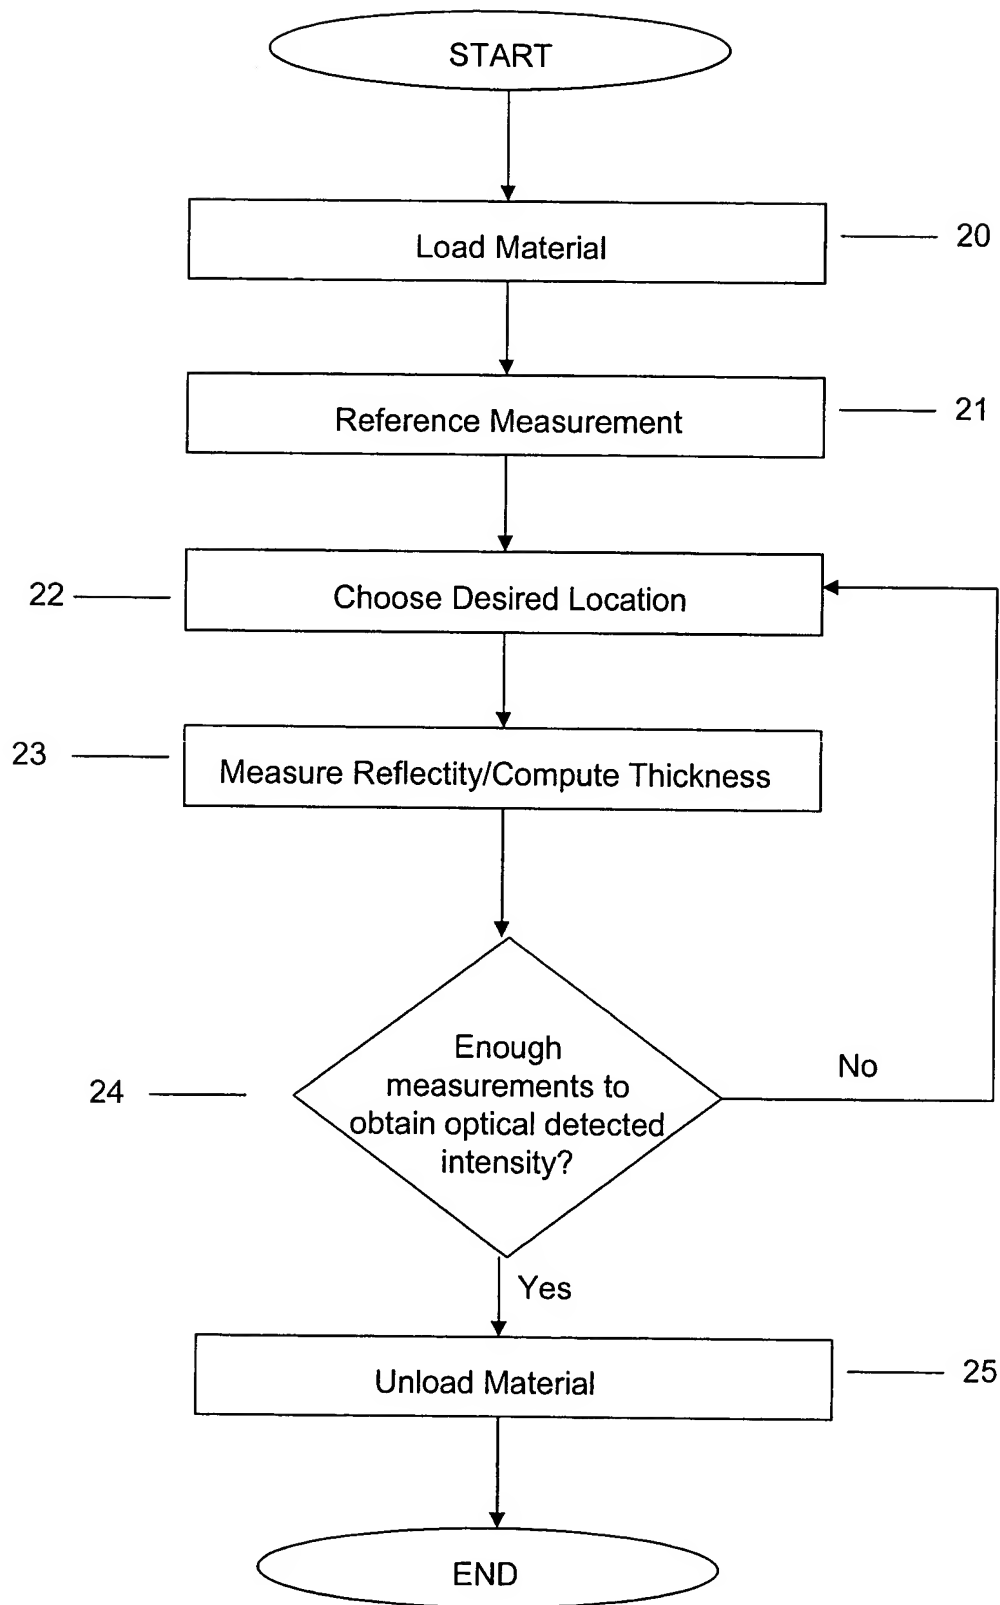 START
Load Material
20
Reference Measurement
21
22
Choose Desired Location
23
Measure Reflectity/Compute Thickness
24
Enough
measurements to
obtain optical detected
intensity?
No
Yes
Unload Material
25
END